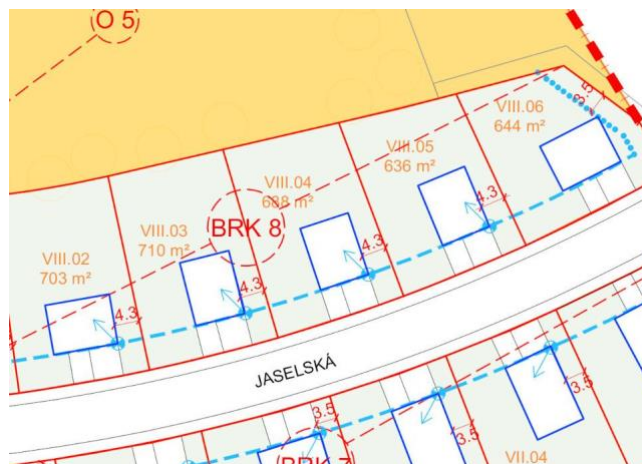 O 5
3.5
VIII.06
644 m²
VIII.05
636 m²
VIII.04
688 m²
BRK 8
VIII.03
710 m²
VIII.02
703 m²
4.3
4.3
4.3
4.3
JASELSKÁ
3.5
3.5
3.5
BRK 7
VII.04